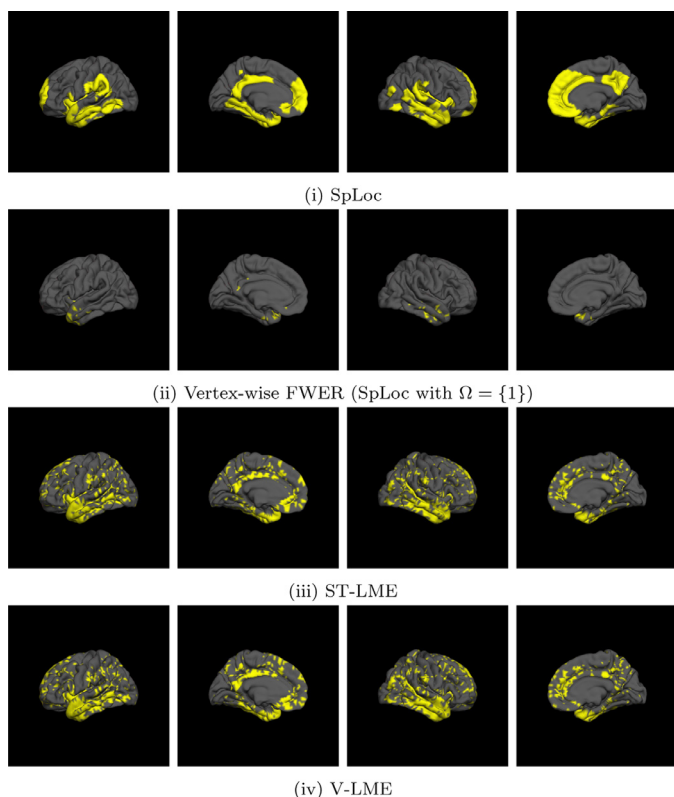 (i) SpLoc
(ii) Vertex-wise FWER (SpLoc with Ω = {1})
(iii) ST-LME
(iv) V-LME